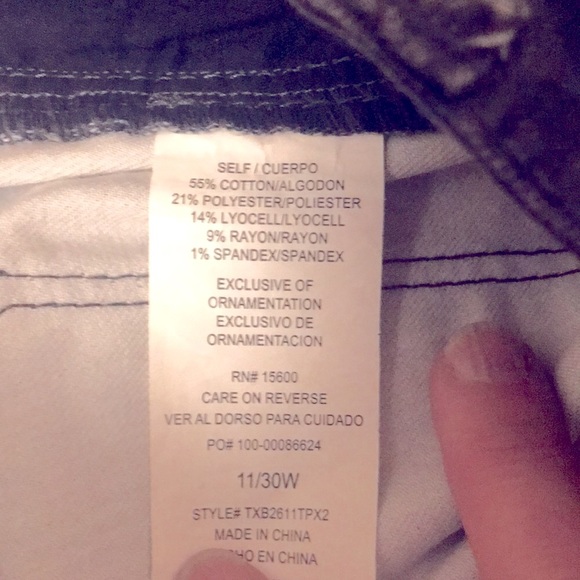 SELF / CUERPO
55% COTTON/ALGODON
21% POLYESTER/POLIESTER
14% LYOCELL/LYOCELL
9% RAYON/RAYON
1% SPANDEX/SPANDEX
EXCLUSIVE OF
ORNAMENTATION
EXCLUSIVO DE
ORNAMENTACION
RN# 15600
CARE ON REVERSE
VER AL DORSO PARA CUIDADO
PO# 100-00086624
11/30W
STYLE# TXB2611TPX2
MADE IN CHINA
HO EN CHINA